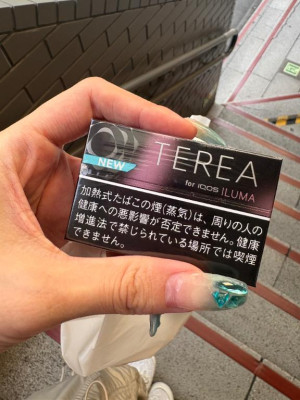 NEW
TEREA
for IQOS ILUMA
加熱式たばこの煙(蒸気)は、周りの人の
健康への悪影響が否定できません。健康
増進法で禁じられている場所では喫煙
できません。